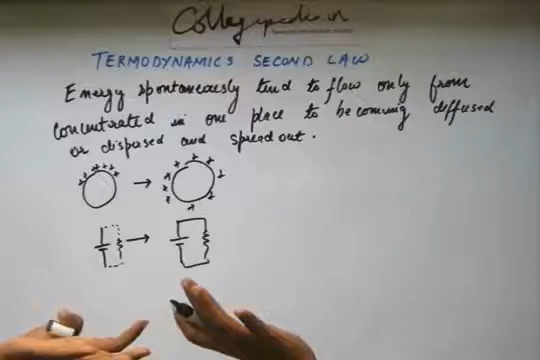 Collegepedia.in
TERMODYNAMICS SECOND LAW
Energy spontaneously tend to flow only from
concentrated in one place to becoming diffused
or dispused and spread out.